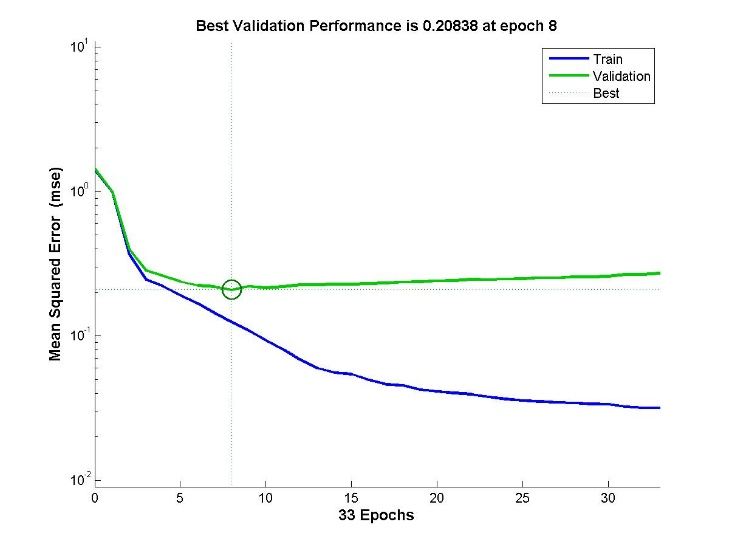 Best Validation Performance is 0.20838 at epoch 8
10^1
Train
Validation
Best
10^0
Mean Squared Error (mse)
10^-1
10^-2
0 5 10 15 20 25 30
33 Epochs